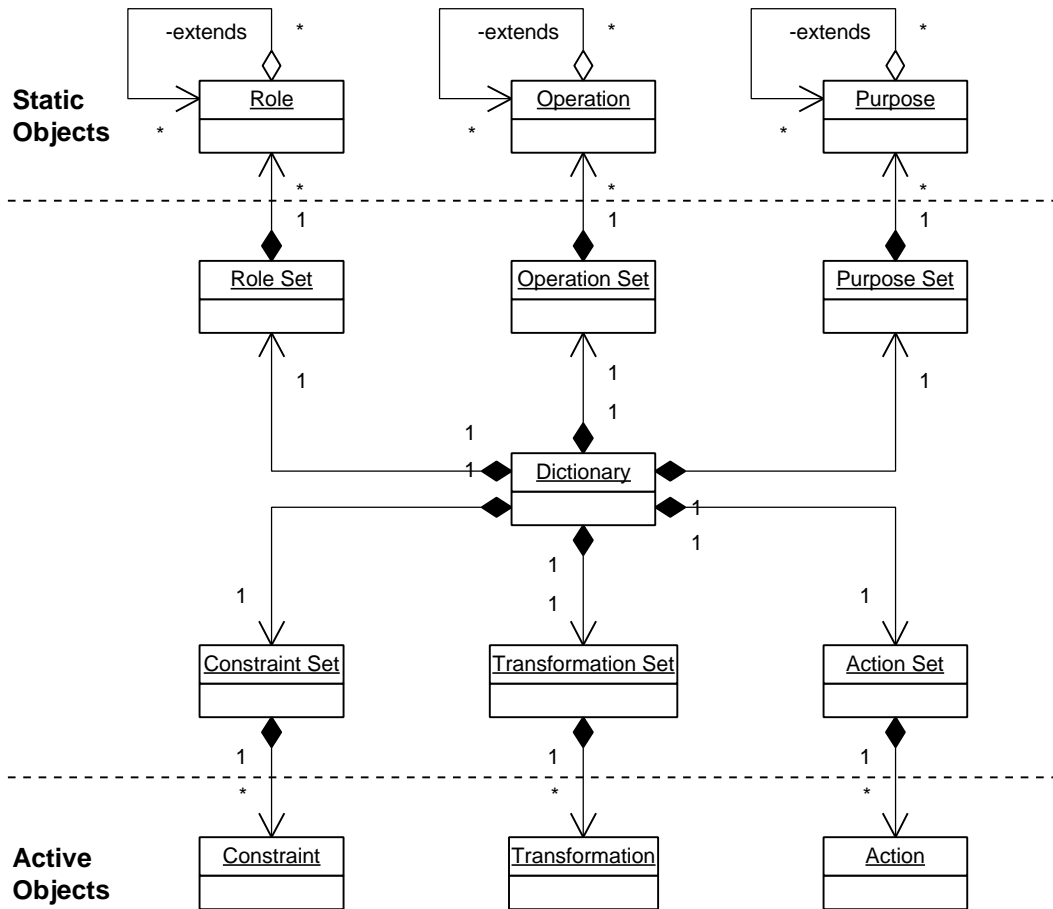 -extends * -extends * -extends *
Static Objects
Role Operation Purpose
* * *
* * *
1 1 1
Role Set Operation Set Purpose Set
1 1 1
1 1
1 Dictionary
1
1 1
1 1 1
Constraint Set Transformation Set Action Set
1 1 1
* * *
Active Objects
Constraint Transformation Action